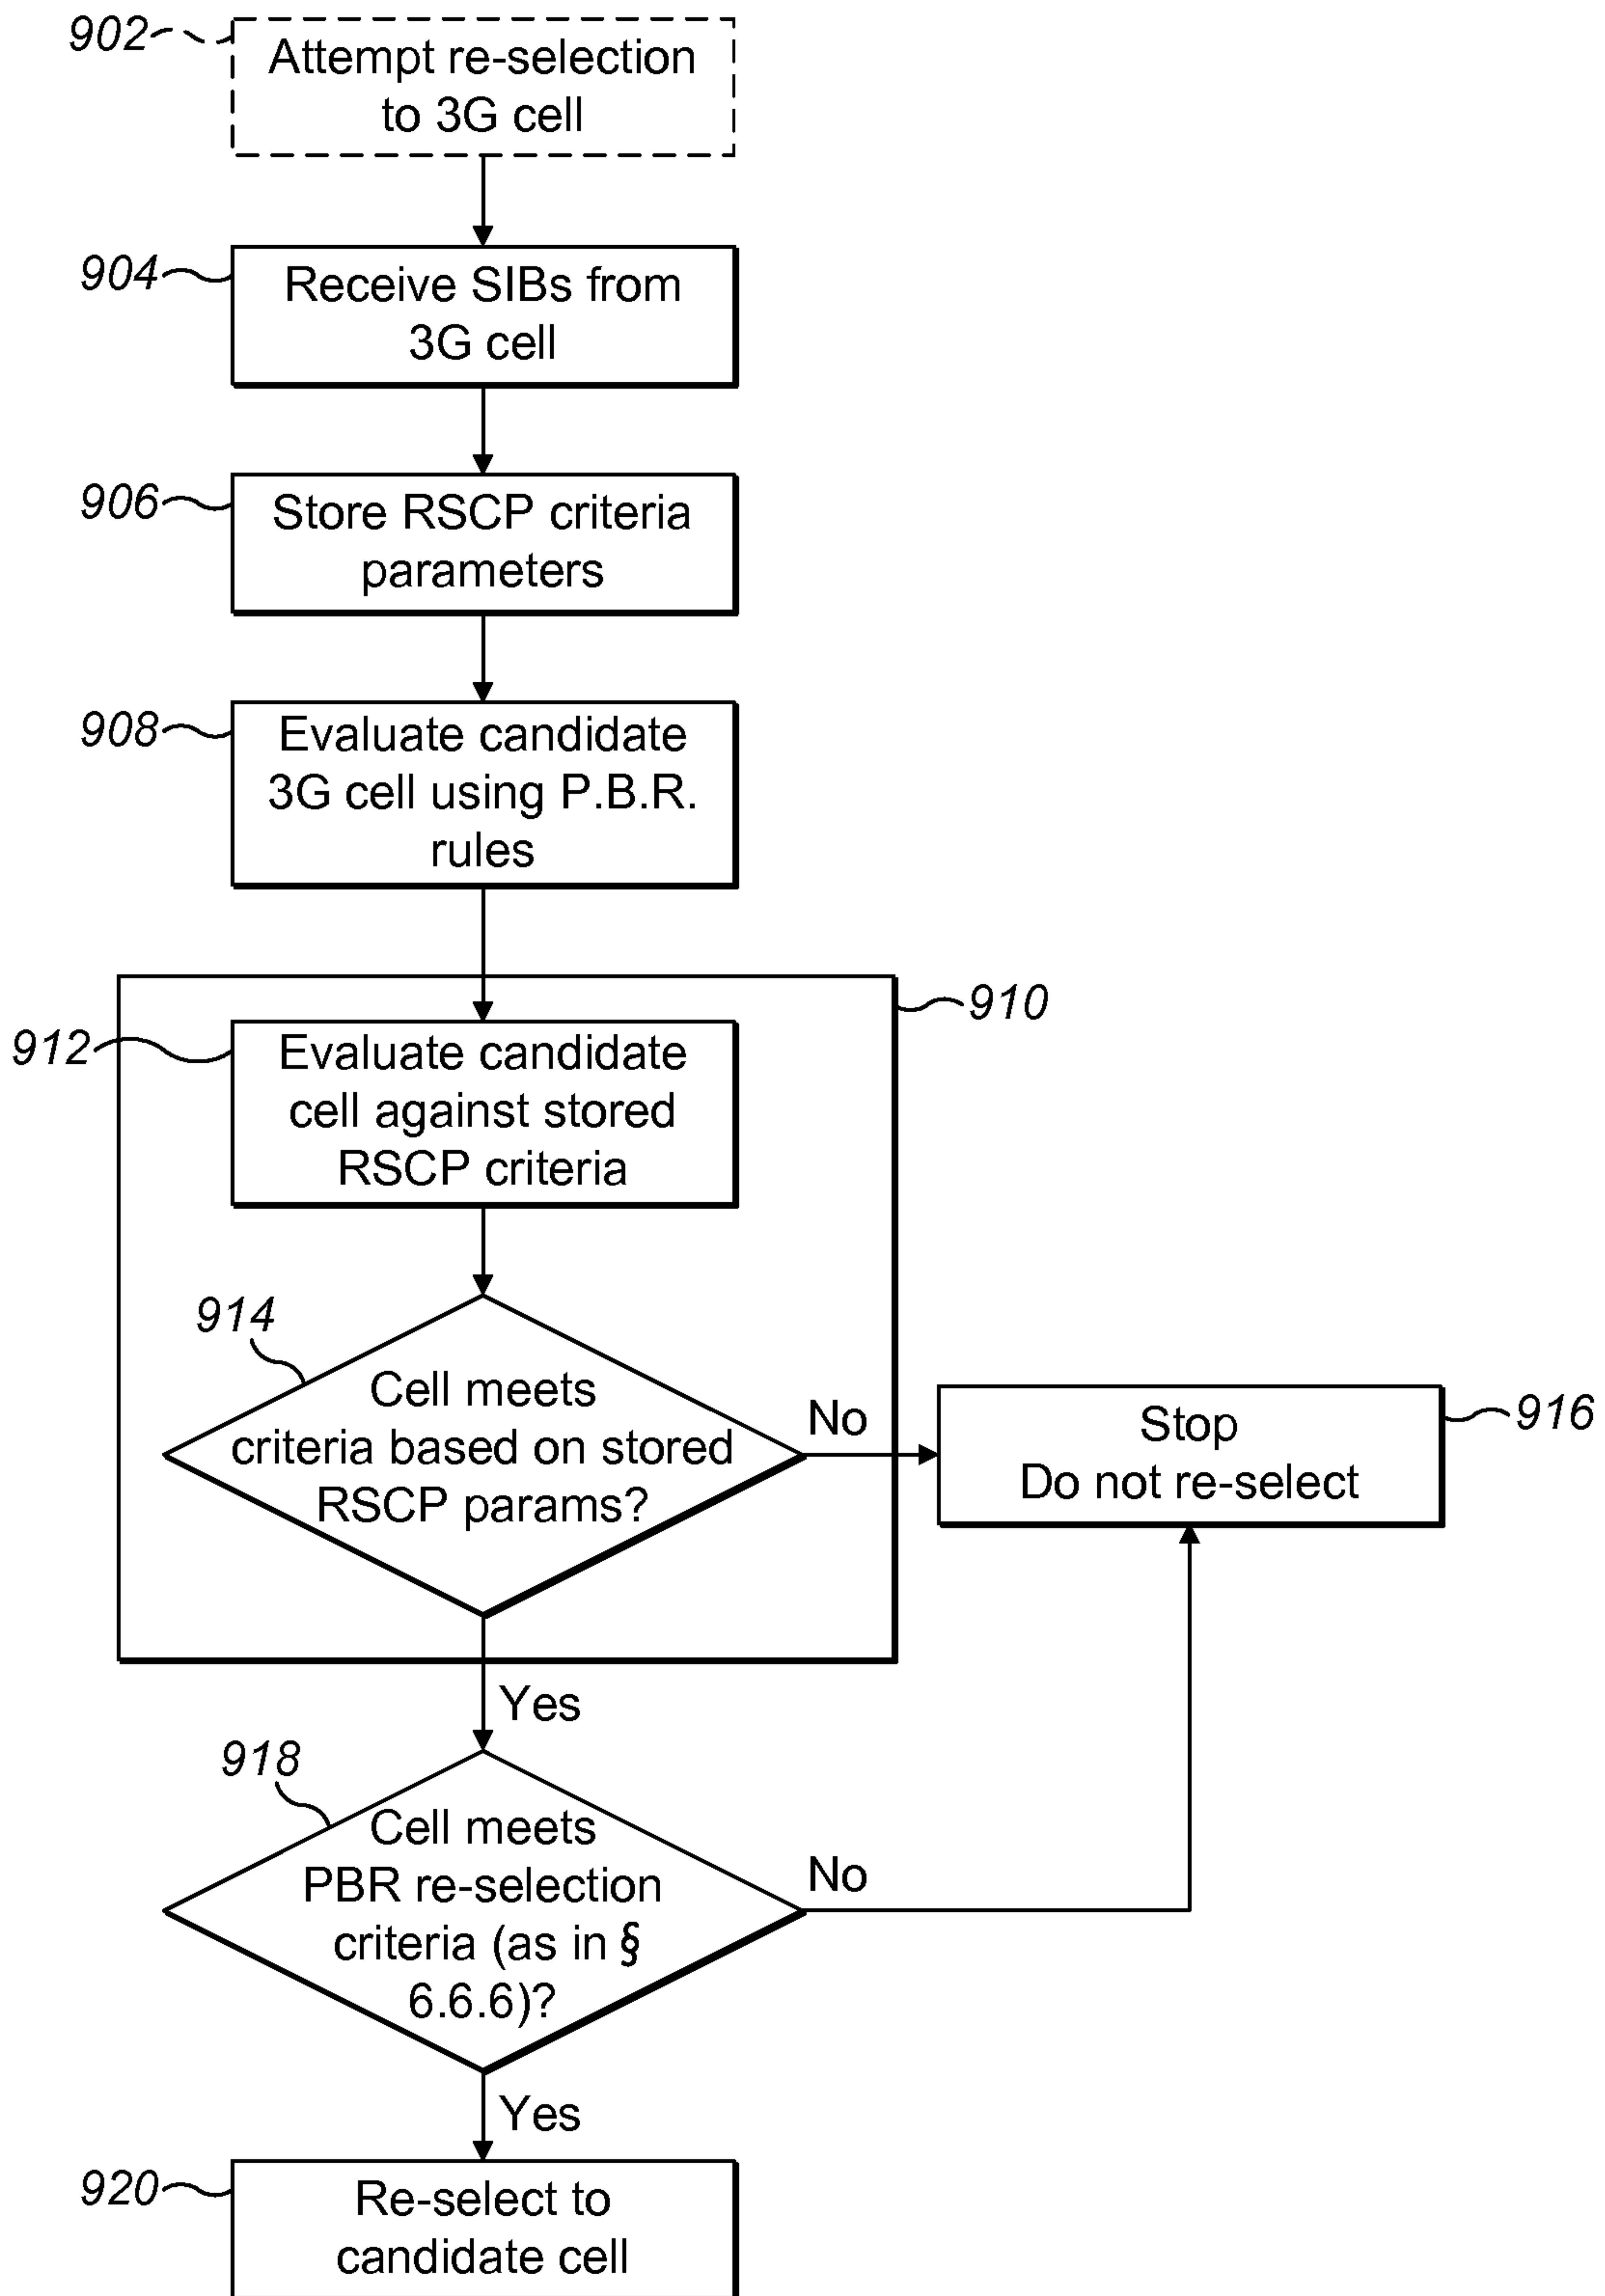 902
Attempt re-selection
to 3G cell
904
Receive SIBs from
3G cell
906
Store RSCP criteria
parameters
908
Evaluate candidate
3G cell using P.B.R.
rules
910
912
Evaluate candidate
cell against stored
RSCP criteria
914
Cell meets
criteria based on stored
RSCP params?
No
Stop
Do not re-select
916
Yes
918
Cell meets
PBR re-selection
criteria (as in §
6.6.6)?
No
Yes
920
Re-select to
candidate cell